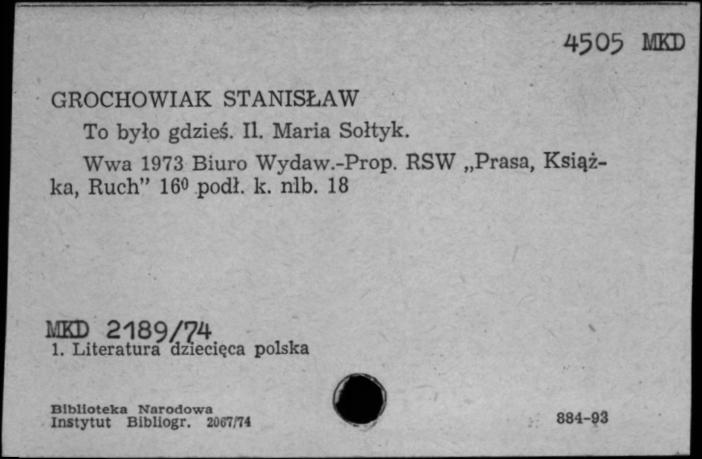 4505 MKD
GROCHOWIAK STANISŁAW
To było gdzieś. Il. Maria Sołtyk.
Wwa 1973 Biuro Wydaw.-Prop. RSW „Prasa, Książ-
ka, Ruch” 16⁰ podł. k. nlb. 18
MKD 2189/74
1. Literatura dziecięca polska
Biblioteka Narodowa
Instytut Bibliogr. 2067/74
884-93